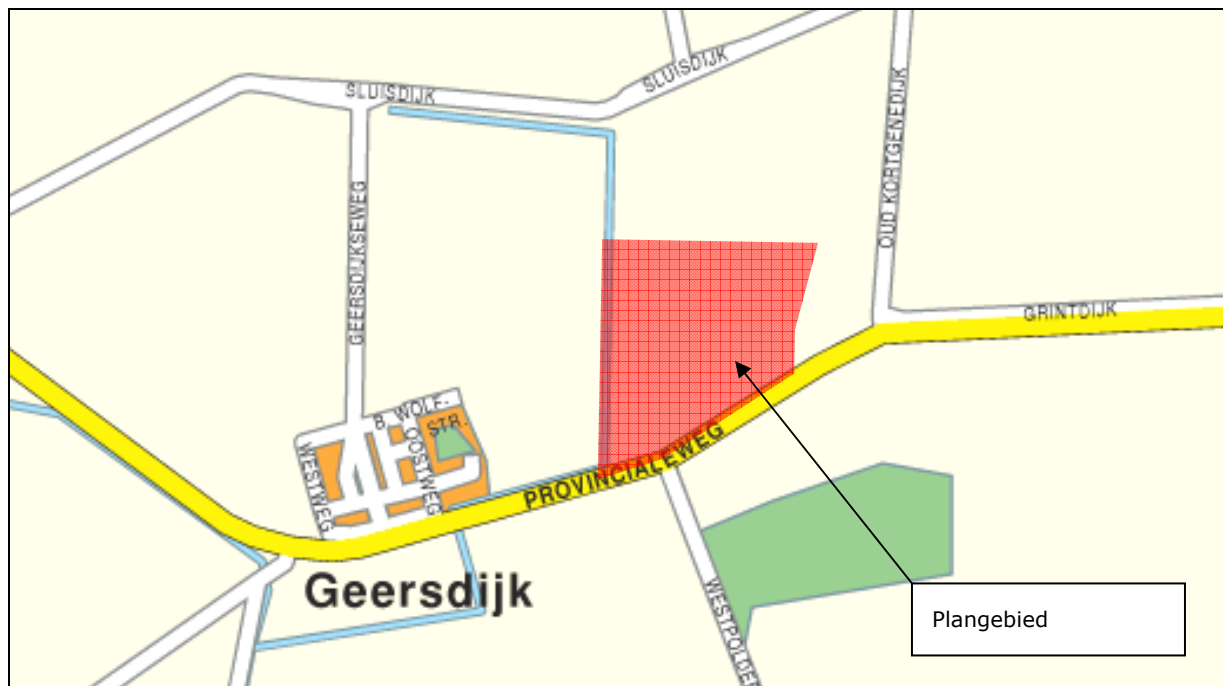 SLUISDIJK
SLUISDIJK
OUD KORTGENEDIJK
GEERSDIJKSEWEG
GRINTDIJK
B. WOLF.
STR.
WESTWEG
OOSTWEG
PROVINCIALEWEG
Geersdijk
WESTPOLDER
Plangebied